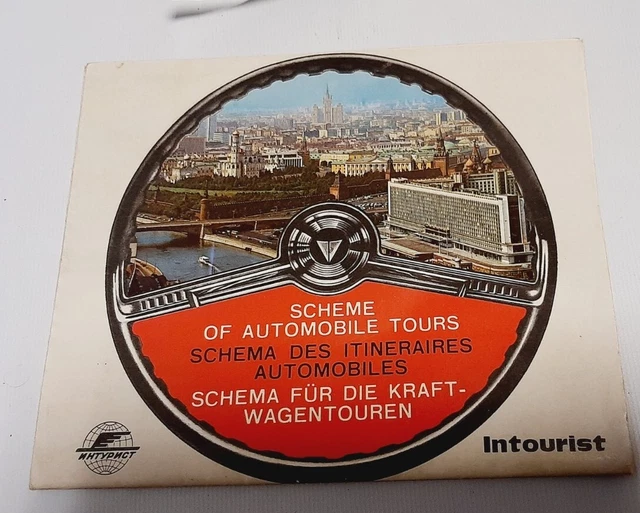 SCHEME
OF AUTOMOBILE TOURS
SCHEMA DES ITINERAIRES
AUTOMOBILES
SCHEMA FÜR DIE KRAFT-
WAGENTOUREN
ИНТУРИСТ
Intourist